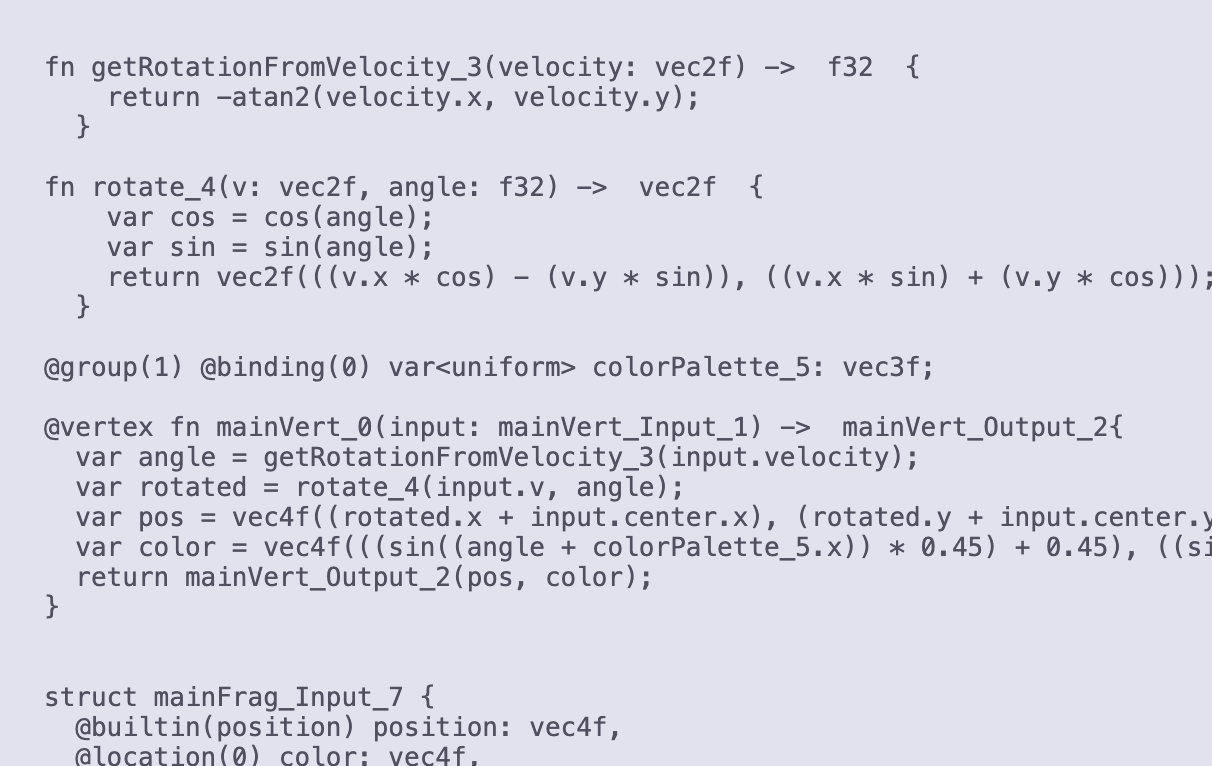 fn getRotationFromVelocity_3(velocity: vec2f) ->  f32  {
    return -atan2(velocity.x, velocity.y);
  }

fn rotate_4(v: vec2f, angle: f32) ->  vec2f  {
    var cos = cos(angle);
    var sin = sin(angle);
    return vec2f(((v.x * cos) - (v.y * sin)), ((v.x * sin) + (v.y * cos)));
  }

@group(1) @binding(0) var<uniform> colorPalette_5: vec3f;

@vertex fn mainVert_0(input: mainVert_Input_1) ->  mainVert_Output_2{
  var angle = getRotationFromVelocity_3(input.velocity);
  var rotated = rotate_4(input.v, angle);
  var pos = vec4f((rotated.x + input.center.x), (rotated.y + input.center.y
  var color = vec4f(((sin((angle + colorPalette_5.x)) * 0.45) + 0.45), ((si
  return mainVert_Output_2(pos, color);
}

struct mainFrag_Input_7 {
  @builtin(position) position: vec4f,
  @location(0) color: vec4f,